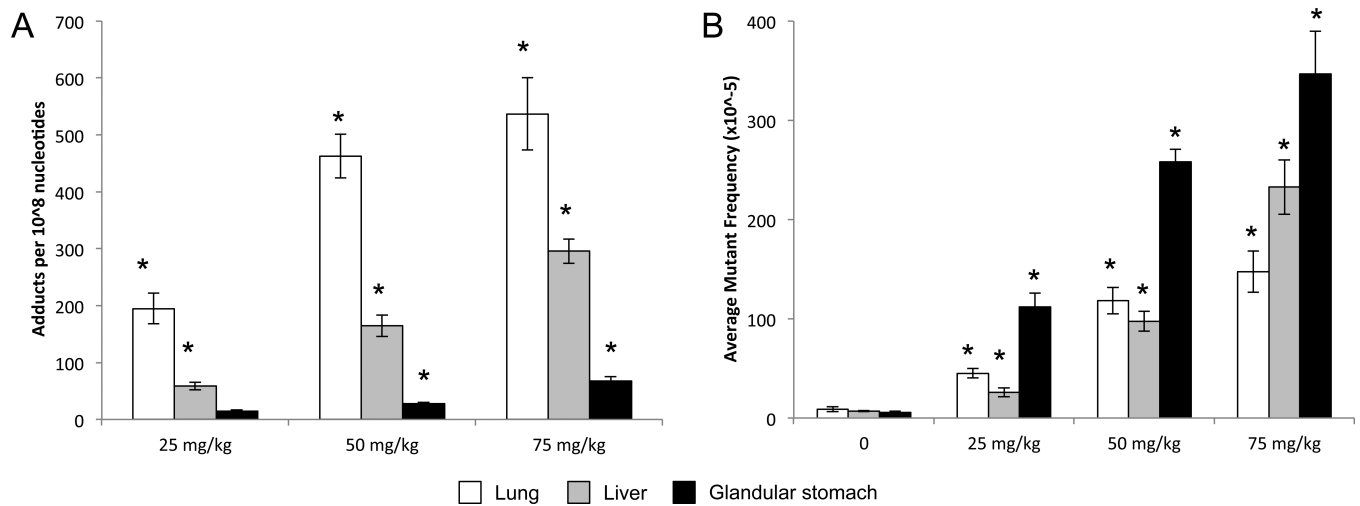 A
Adducts per 10^8 nucleotides
700
600
500
400
300
200
100
0
*
*
*
*
*
*
*
*
25 mg/kg
50 mg/kg
75 mg/kg
B
Average Mutant Frequency (x10^-5)
400
300
200
100
0
*
*
*
*
*
*
*
*
*
0
25 mg/kg
50 mg/kg
75 mg/kg
Lung
Liver
Glandular stomach